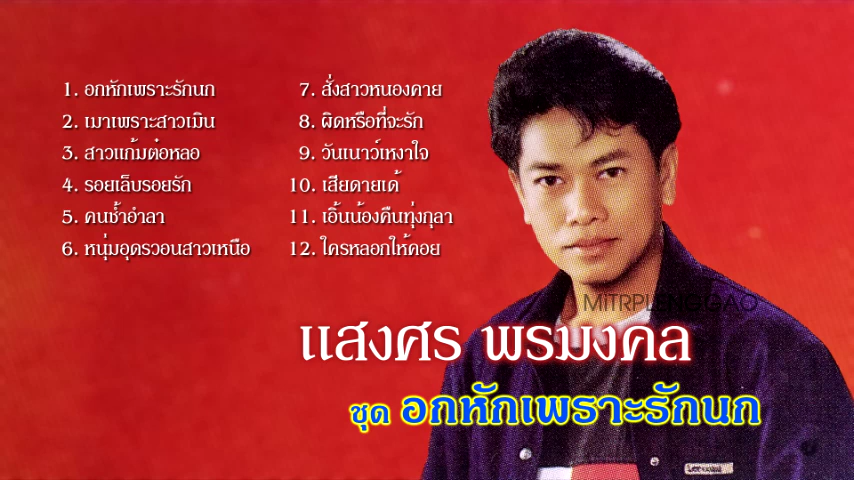 1. อกหักเพราะรักนก
2. เมาเพราะสาวเมิน
3. สาวแก้มต่อหลอ
4. รอยเล็บรอยรัก
5. คนช้ำอำลา
6. หนุ่มอุดรวอนสาวเหนือ
7. สั่งสาวหนองคาย
8. ผิดหรือที่จะรัก
9. วันเนาว์เหงาใจ
10. เสียดายเด้
11. เอิ้นน้องคืนทุ่งกุลา
12. ใครหลอกให้คอย
MiTRPLENGGAO
แสงศร พรมงคล
ชุด อกหักเพราะรักนก